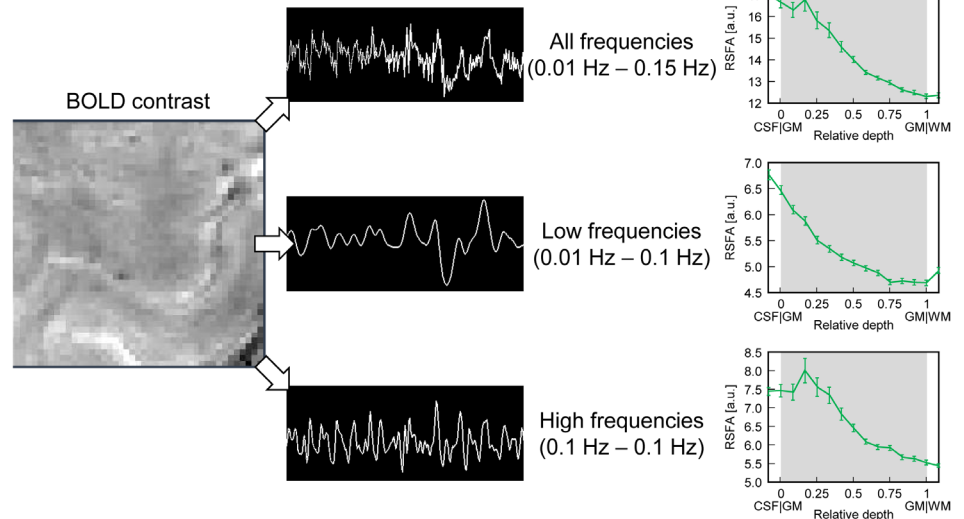 BOLD contrast
All frequencies
(0.01 Hz – 0.15 Hz)
RSFA [a.u.]
16
15
14
13
12
0 0.25 0.5 0.75 1
CSF|GM Relative depth GM|WM
Low frequencies
(0.01 Hz – 0.1 Hz)
RSFA [a.u.]
7.0
6.5
6.0
5.5
5.0
4.5
0 0.25 0.5 0.75 1
CSF|GM Relative depth GM|WM
High frequencies
(0.1 Hz – 0.1 Hz)
RSFA [a.u.]
8.5
8.0
7.5
7.0
6.5
6.0
5.5
5.0
0 0.25 0.5 0.75 1
CSF|GM Relative depth GM|WM